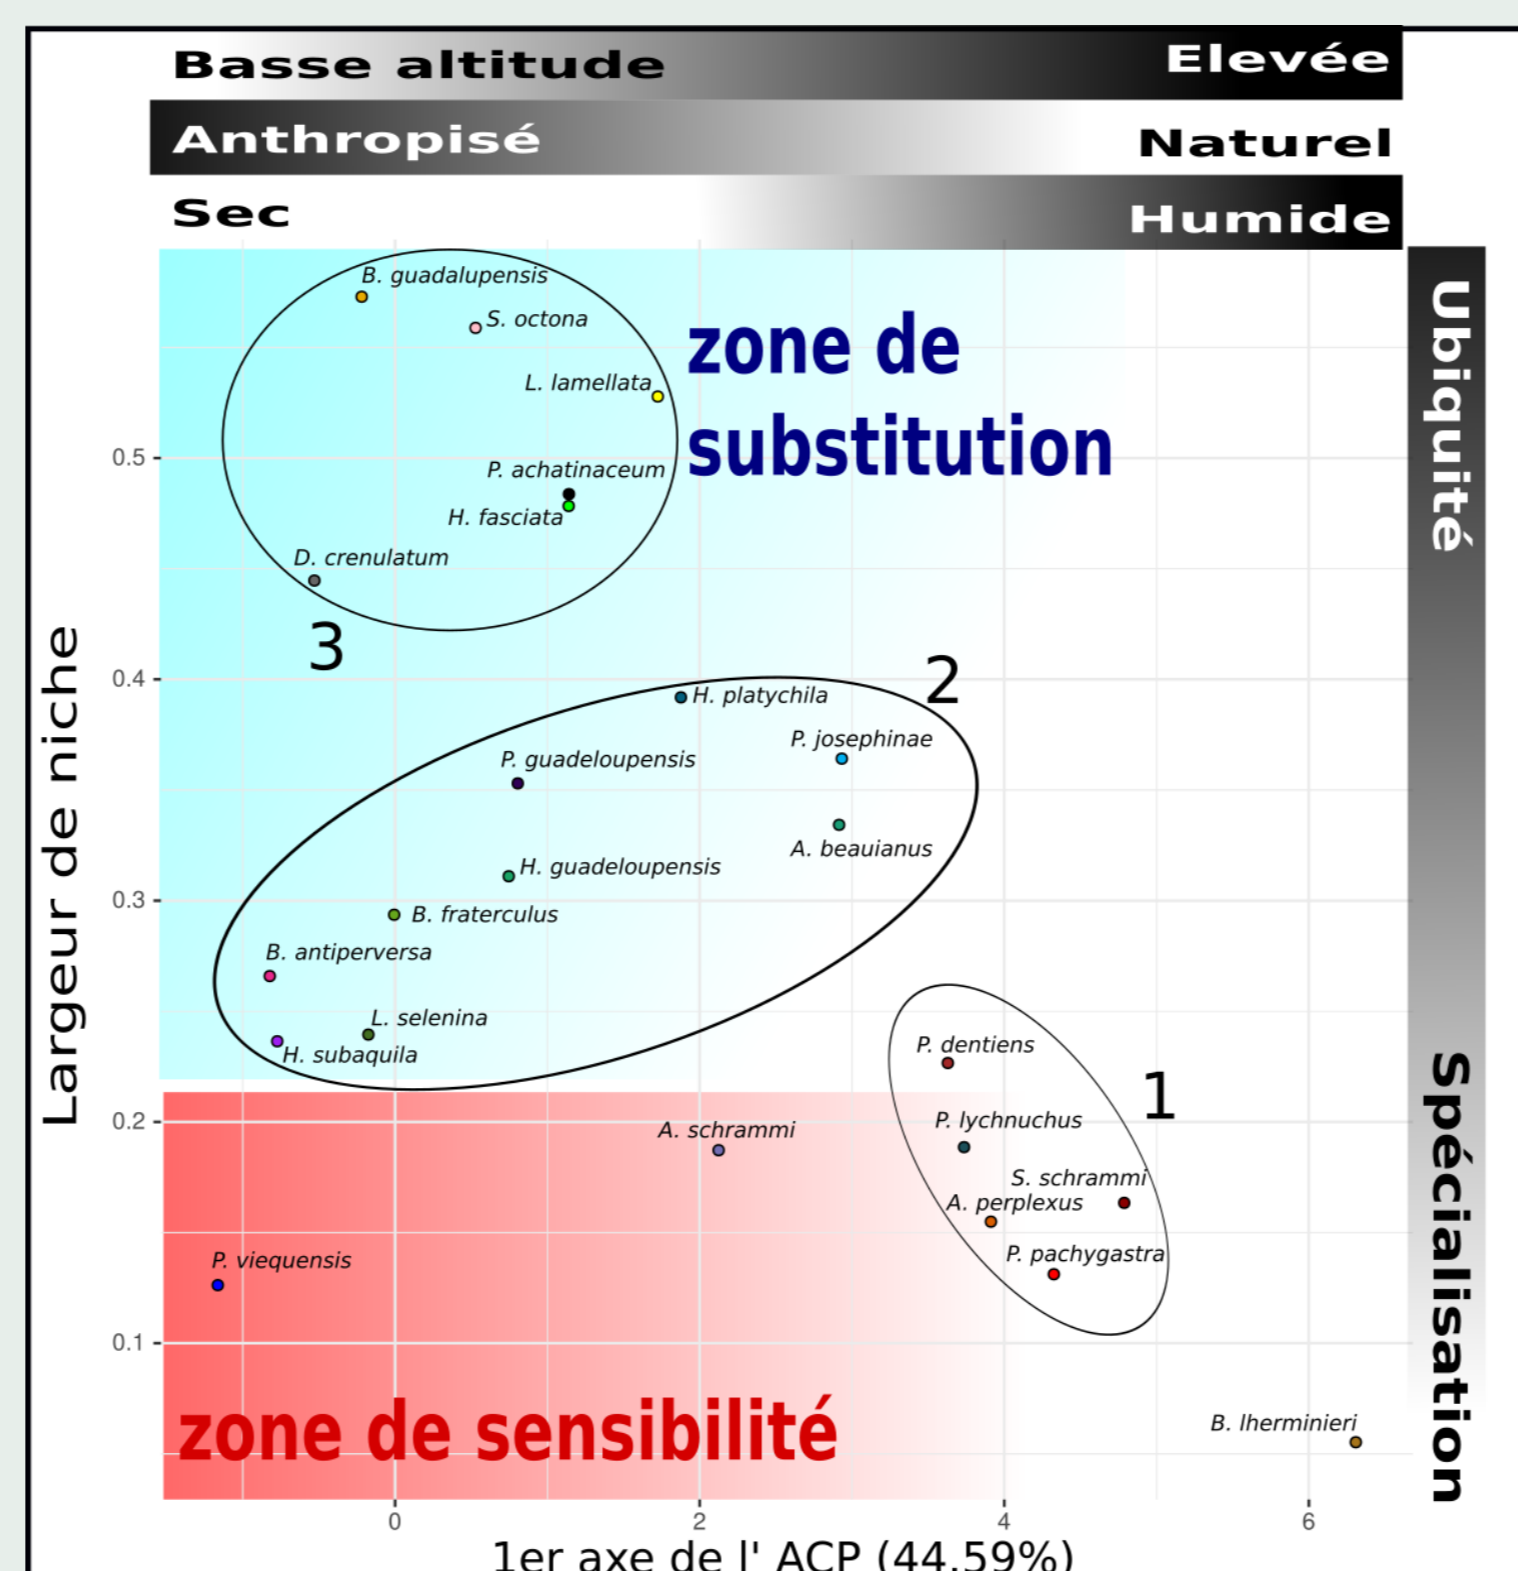 Basse altitude Elevée
Anthropisé Naturel
Sec Humide
B. guadalupensis
S. octona
zone de
L. lamellata
substitution
0.5
P. achatinaceum
H. fasciata
D. crenulatum
3
0.4
2
H. platychila
P. josephinae
P. guadeloupensis
A. beauianus
H. guadeloupensis
0.3
B. fraterculus
B. antiperversa
L. selenina
H. subaquila
P. dentiens
1
0.2
P. lychnuchus
A. schrammi
S. schrammi
A. perplexus
P. pachygastra
P. viequensis
0.1
zone de sensibilité
B. lherminieri
0 2 4 6
1er axe de l' ACP (44.59%)
Largeur de niche
Ubiquité
Spécialisation